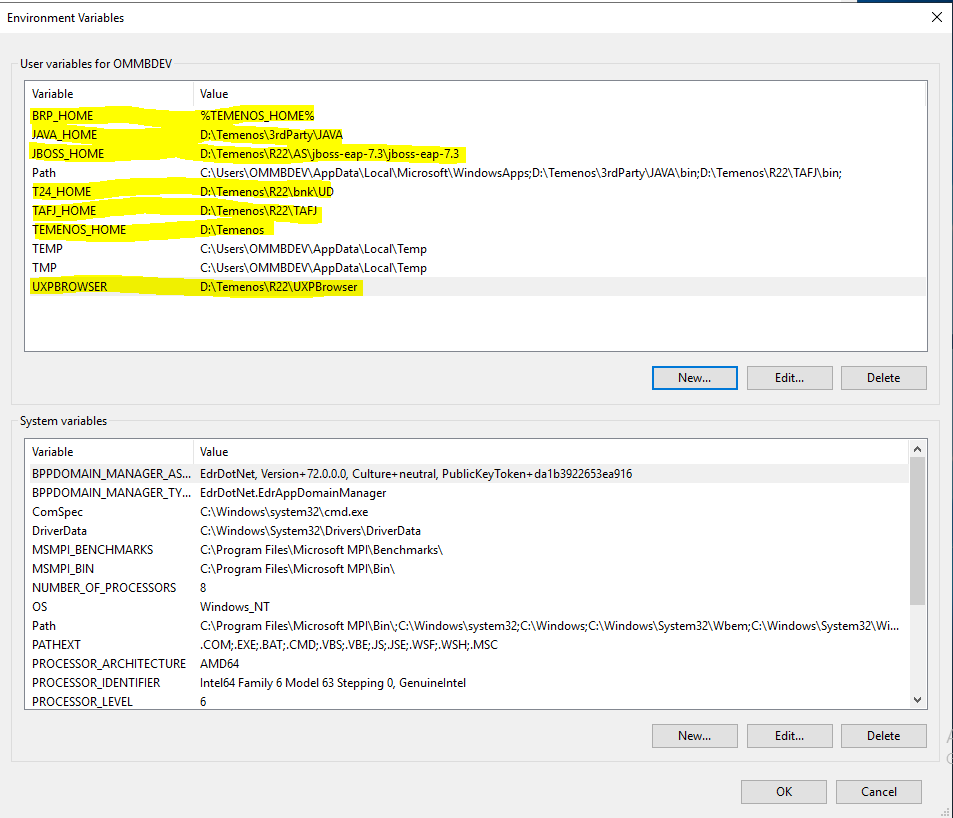 Environment Variables
User variables for OMMBDEV
Variable Value
BRP_HOME %TEMENOS_HOME%
JAVA_HOME D:\Temenos\3rdParty\JAVA
JBOSS_HOME D:\Temenos\R22\AS\jboss-eap-7.3\jboss-eap-7.3
Path C:\Users\OMMBDEV\AppData\Local\Microsoft\WindowsApps;D:\Temenos\3rdParty\JAVA\bin;D:\Temenos\R22\TAFJ\bin;
T24_HOME D:\Temenos\R22\bnk\UD
TAFJ_HOME D:\Temenos\R22\TAFJ
TEMENOS_HOME D:\Temenos
TEMP C:\Users\OMMBDEV\AppData\Local\Temp
TMP C:\Users\OMMBDEV\AppData\Local\Temp
UXPBROWSER D:\Temenos\R22\UXPBrowser
New... Edit... Delete
System variables
Variable Value
BPPDOMAIN_MANAGER_AS... EdrDotNet, Version+72.0.0.0, Culture+neutral, PublicKeyToken+da1b3922653ea916
BPPDOMAIN_MANAGER_TY... EdrDotNet.EdrAppDomainManager
ComSpec C:\Windows\system32\cmd.exe
DriverData C:\Windows\System32\Drivers\DriverData
MSMPI_BENCHMARKS C:\Program Files\Microsoft MPI\Benchmarks\
MSMPI_BIN C:\Program Files\Microsoft MPI\Bin\
NUMBER_OF_PROCESSORS 8
OS Windows_NT
Path C:\Program Files\Microsoft MPI\Bin\;C:\Windows\system32;C:\Windows;C:\Windows\System32\Wbem;C:\Windows\System32\Wi...
PATHEXT .COM;.EXE;.BAT;.CMD;.VBS;.VBE;.JS;.JSE;.WSF;.WSH;.MSC
PROCESSOR_ARCHITECTURE AMD64
PROCESSOR_IDENTIFIER Intel64 Family 6 Model 63 Stepping 0, GenuineIntel
PROCESSOR_LEVEL 6
New... Edit... Delete
OK Cancel